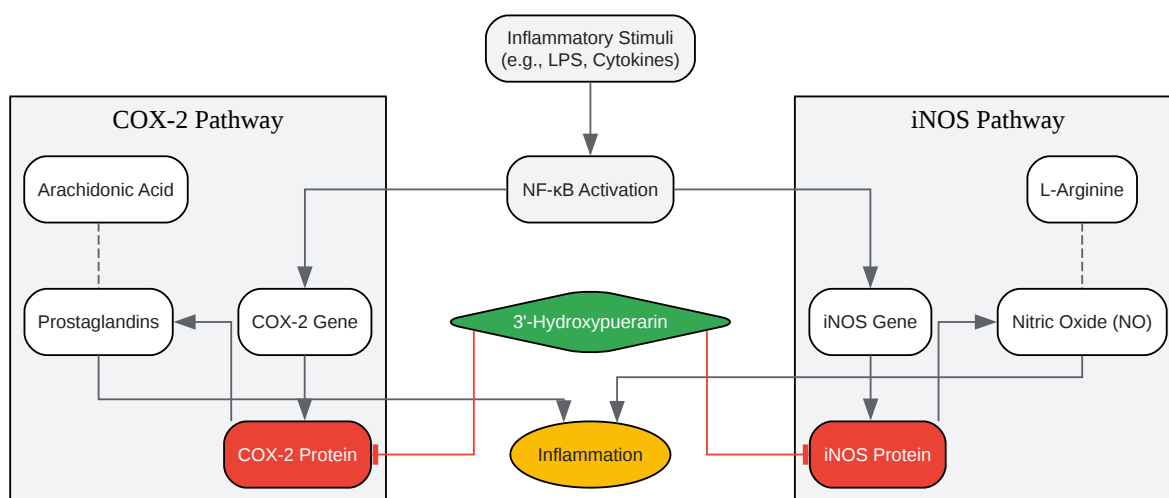 Inflammatory Stimuli
(e.g., LPS, Cytokines)
COX-2 Pathway
iNOS Pathway
Arachidonic Acid
NF-κB Activation
L-Arginine
Prostaglandins
COX-2 Gene
3'-Hydroxypuerarin
iNOS Gene
Nitric Oxide (NO)
COX-2 Protein
Inflammation
iNOS Protein